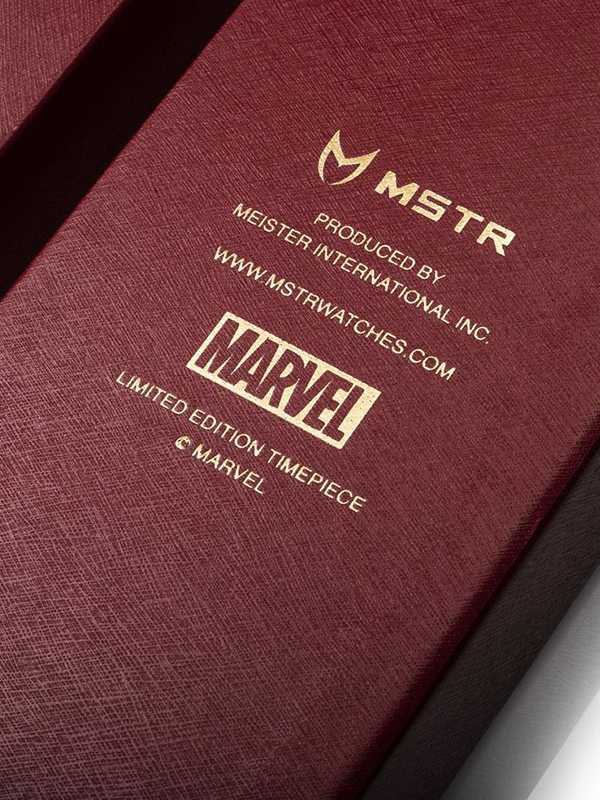 MSTR
PRODUCED BY
MEISTER INTERNATIONAL INC.
WWW.MSTRWATCHES.COM
MARVEL
LIMITED EDITION TIMEPIECE
© MARVEL